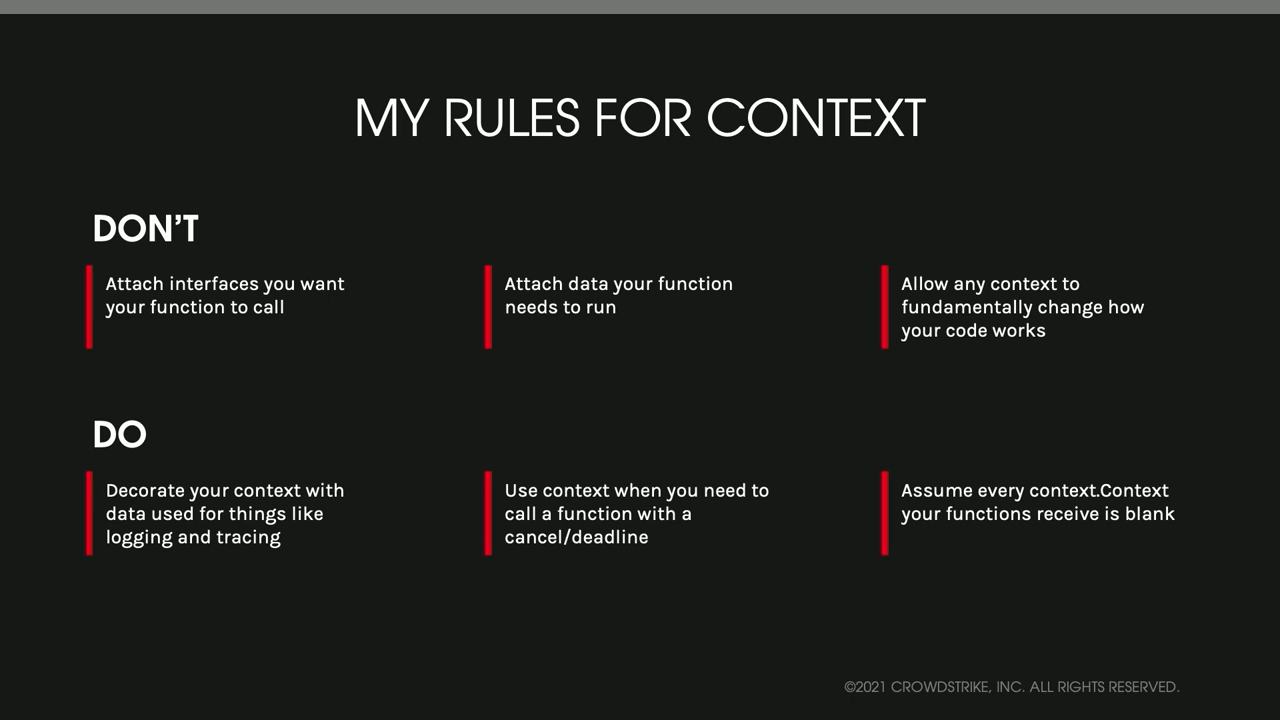 MY RULES FOR CONTEXT
DON'T
Attach interfaces you want
your function to call
Attach data your function
needs to run
Allow any context to
fundamentally change how
your code works
DO
Decorate your context with
data used for things like
logging and tracing
Use context when you need to
call a function with a
cancel/deadline
Assume every context.Context
your functions receive is blank
©2021 CROWDSTRIKE, INC. ALL RIGHTS RESERVED.